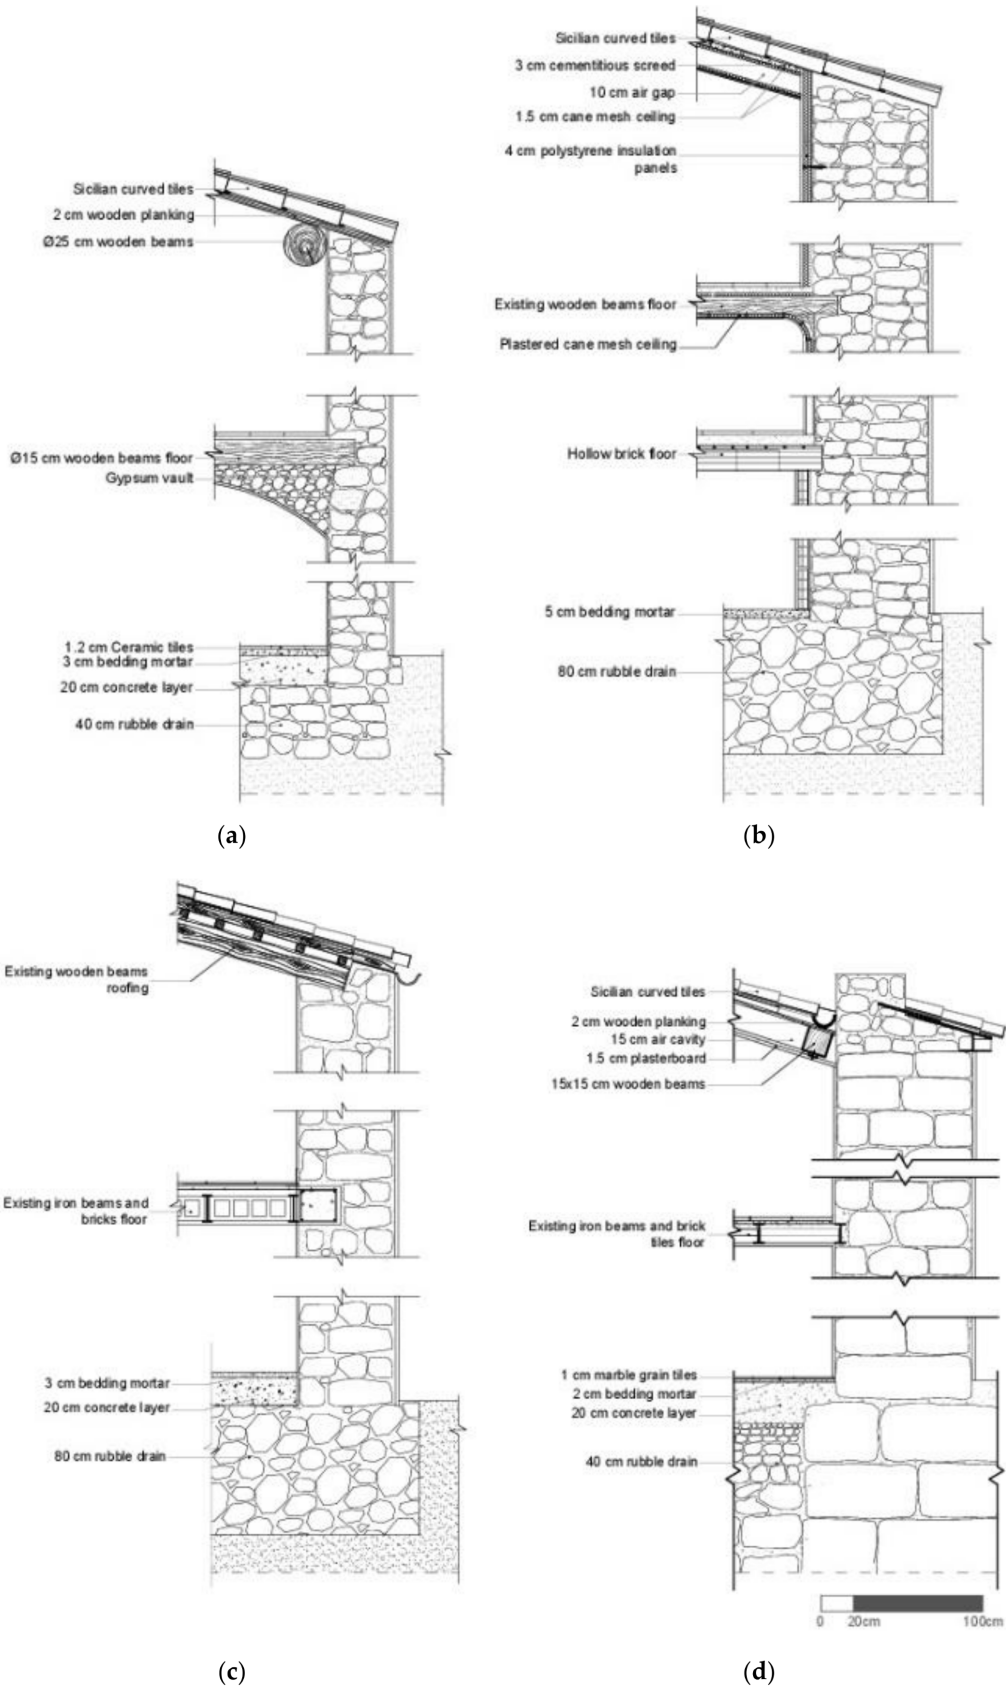 Sicilian curved tiles
2 cm wooden planking
Ø25 cm wooden beams
Ø15 cm wooden beams floor
Gypsum vault
1.2 cm Ceramic tiles
3 cm bedding mortar
20 cm concrete layer
40 cm rubble drain
(a)
Sicilian curved tiles
3 cm cementitious screed
10 cm air gap
1.5 cm cane mesh ceiling
4 cm polystyrene insulation
panels
Existing wooden beams floor
Plastered cane mesh ceiling
Hollow brick floor
5 cm bedding mortar
80 cm rubble drain
(b)
Existing wooden beams
roofing
Existing iron beams and
bricks floor
3 cm bedding mortar
20 cm concrete layer
80 cm rubble drain
(c)
Sicilian curved tiles
2 cm wooden planking
15 cm air cavity
1.5 cm plasterboard
15x15 cm wooden beams
Existing iron beams and brick
tiles floor
1 cm marble grain tiles
2 cm bedding mortar
20 cm concrete layer
40 cm rubble drain
0 20cm 100cm
(d)